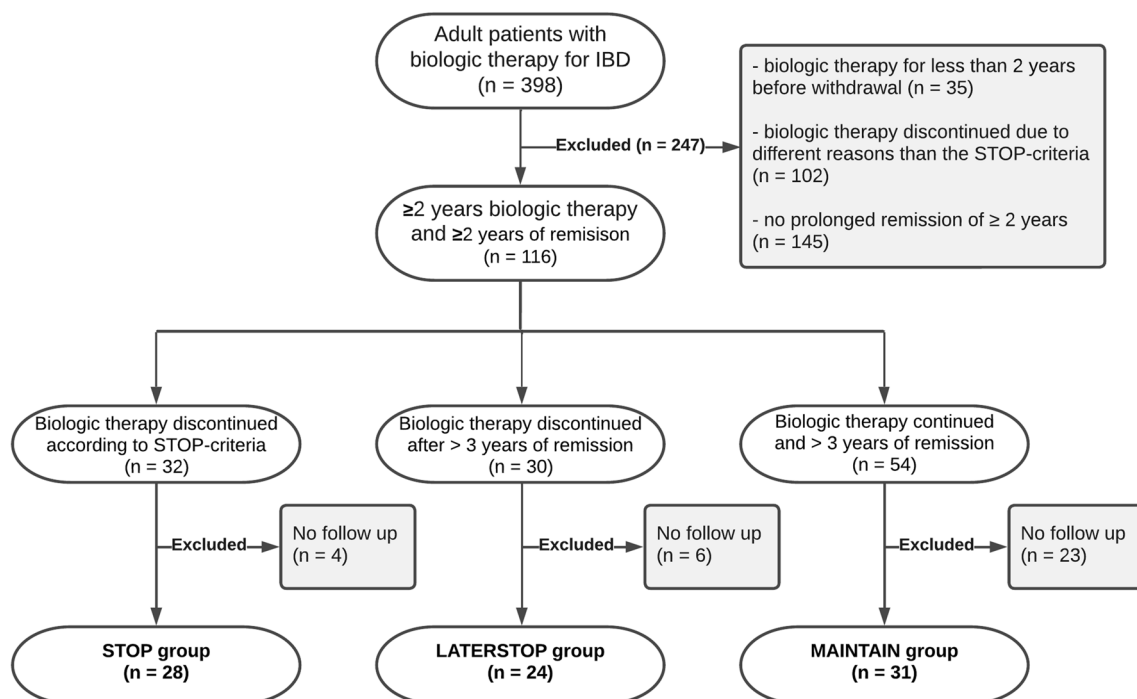 Adult patients with
biologic therapy for IBD
(n = 398)
Excluded (n = 247)
- biologic therapy for less than 2 years
before withdrawal (n = 35)
- biologic therapy discontinued due to
different reasons than the STOP-criteria
(n = 102)
- no prolonged remission of ≥ 2 years
(n = 145)
≥2 years biologic therapy
and ≥2 years of remisison
(n = 116)
Biologic therapy discontinued
according to STOP-criteria
(n = 32)
Biologic therapy discontinued
after > 3 years of remission
(n = 30)
Biologic therapy continued
and > 3 years of remission
(n = 54)
Excluded
No follow up
(n = 4)
Excluded
No follow up
(n = 6)
Excluded
No follow up
(n = 23)
STOP group
(n = 28)
LATERSTOP group
(n = 24)
MAINTAIN group
(n = 31)